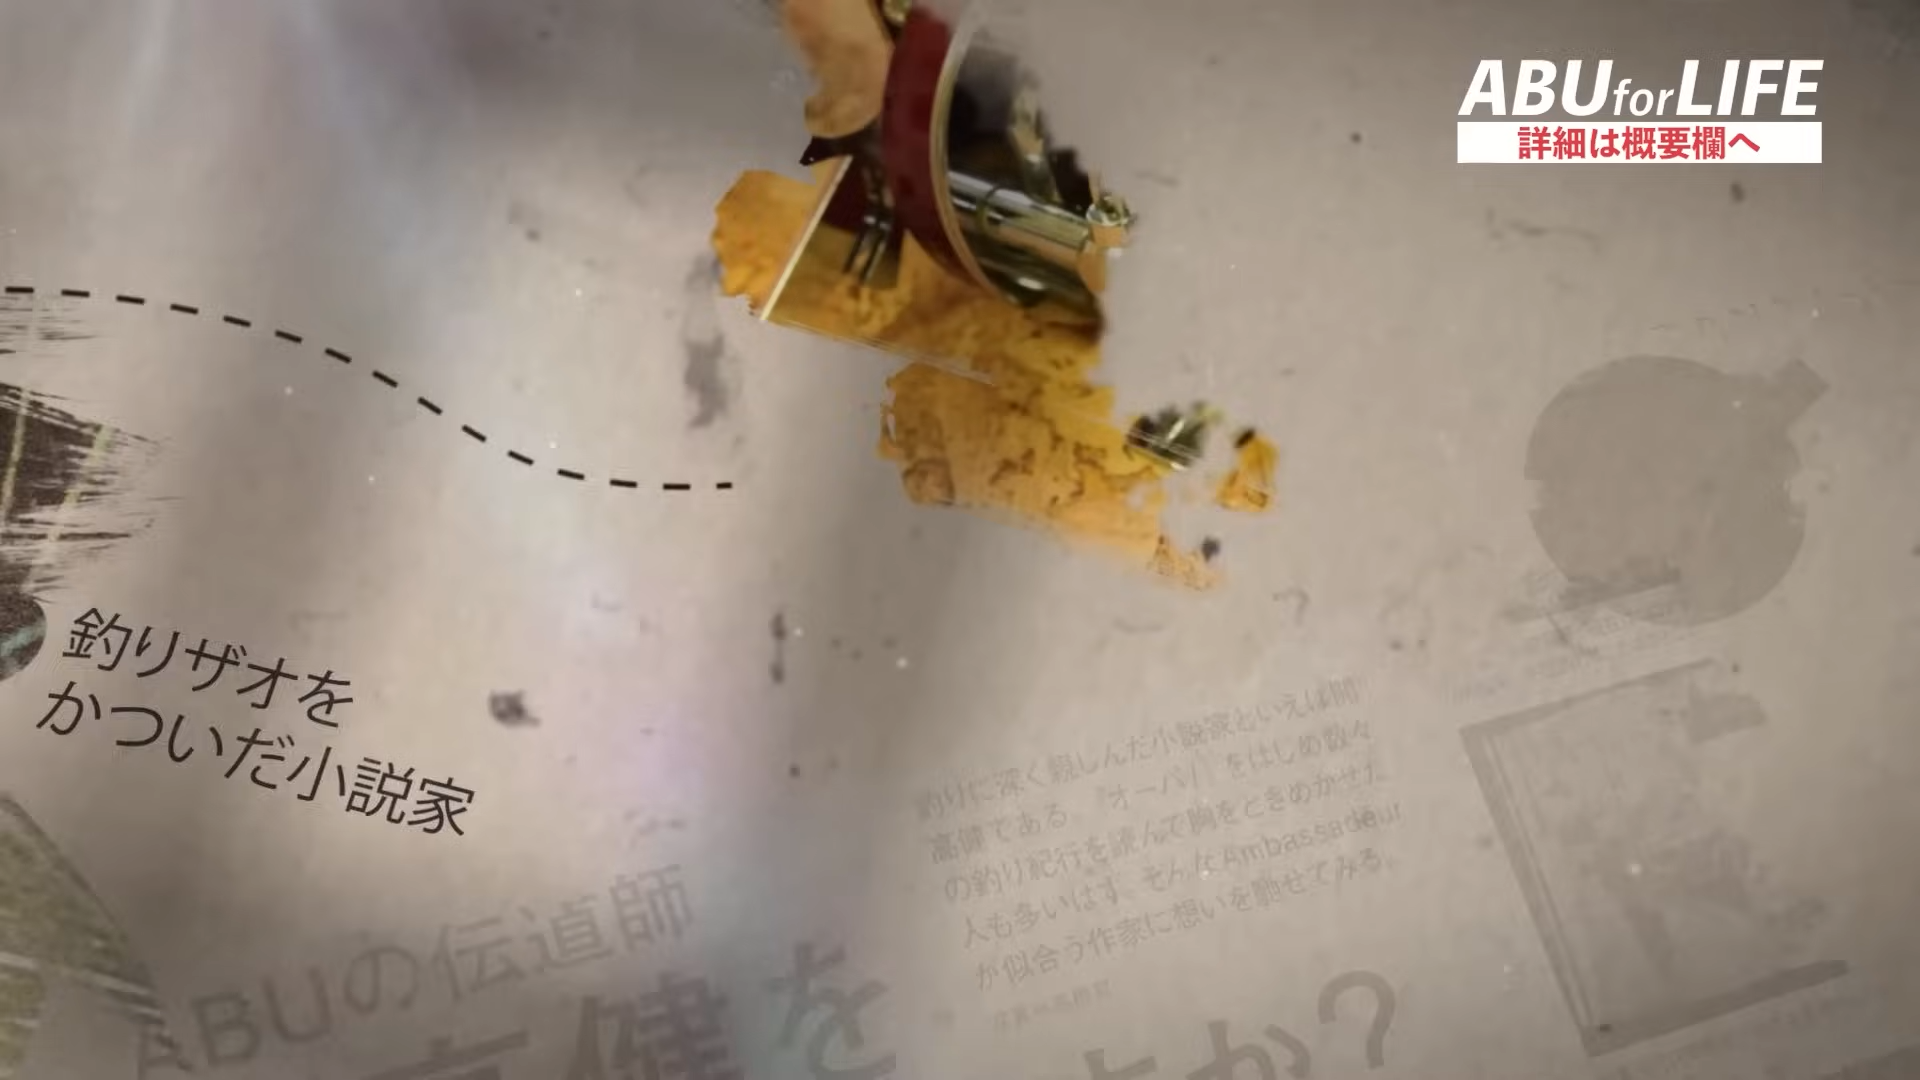 ABU for LIFE
詳細は概要欄へ
釣りザオを
かついだ小説家
釣りに深く親しんだ小説家といえば開
高健である。『オーパ!』をはじめ数々
の釣り紀行を読んで胸をときめかせた
人も多いはず。そんなAmbassadeur
が似合う作家に想いを馳せてみる。
ABUの伝道師
高健を
すか?